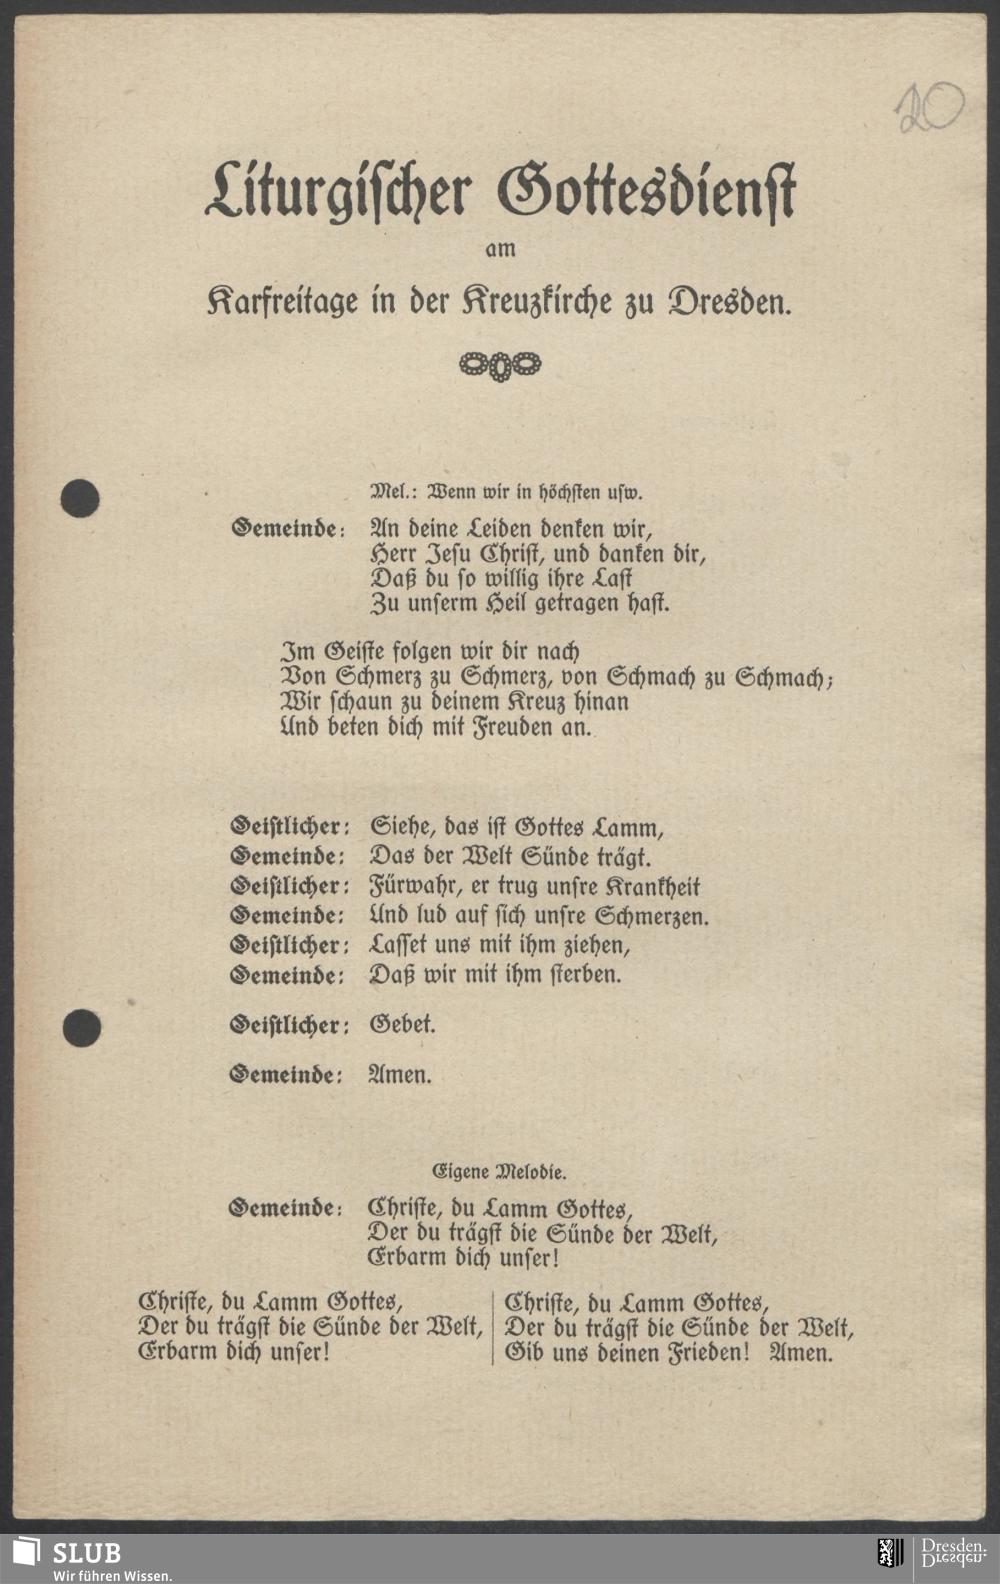 20
Liturgischer Gottesdienst
am
Karfreitage in der Kreuzkirche zu Dresden.
Mel.: Wenn wir in höchsten usw.
Gemeinde: An deine Leiden denken wir,
Herr Jesu Christ, und danken dir,
Daß du so willig ihre Last
Zu unserm Heil getragen hast.
Im Geiste folgen wir dir nach
Von Schmerz zu Schmerz, von Schmach zu Schmach;
Wir schaun zu deinem Kreuz hinan
Und beten dich mit Freuden an.
Geistlicher: Siehe, das ist Gottes Lamm,
Gemeinde: Das der Welt Sünde trägt.
Geistlicher: Fürwahr, er trug unsre Krankheit
Gemeinde: Und lud auf sich unsre Schmerzen.
Geistlicher: Lasset uns mit ihm ziehen,
Gemeinde: Daß wir mit ihm sterben.
Geistlicher: Gebet.
Gemeinde: Amen.
Eigene Melodie.
Gemeinde: Christe, du Lamm Gottes,
Der du trägst die Sünde der Welt,
Erbarm dich unser!
Christe, du Lamm Gottes,
Der du trägst die Sünde der Welt,
Erbarm dich unser!
Christe, du Lamm Gottes,
Der du trägst die Sünde der Welt,
Gib uns deinen Frieden! Amen.
SLUB
Wir führen Wissen.
Dresden.
Dresden.